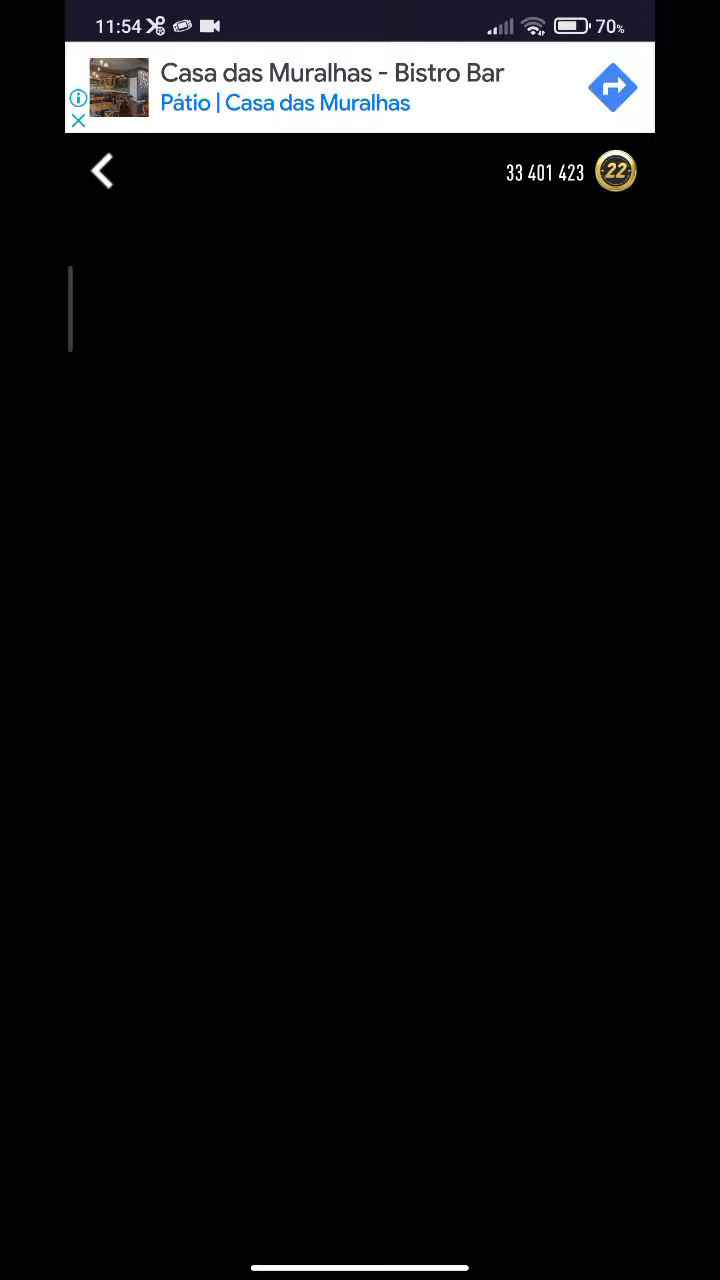 11:54
70%
Casa das Muralhas - Bistro Bar
Pátio | Casa das Muralhas
33 401 423
22